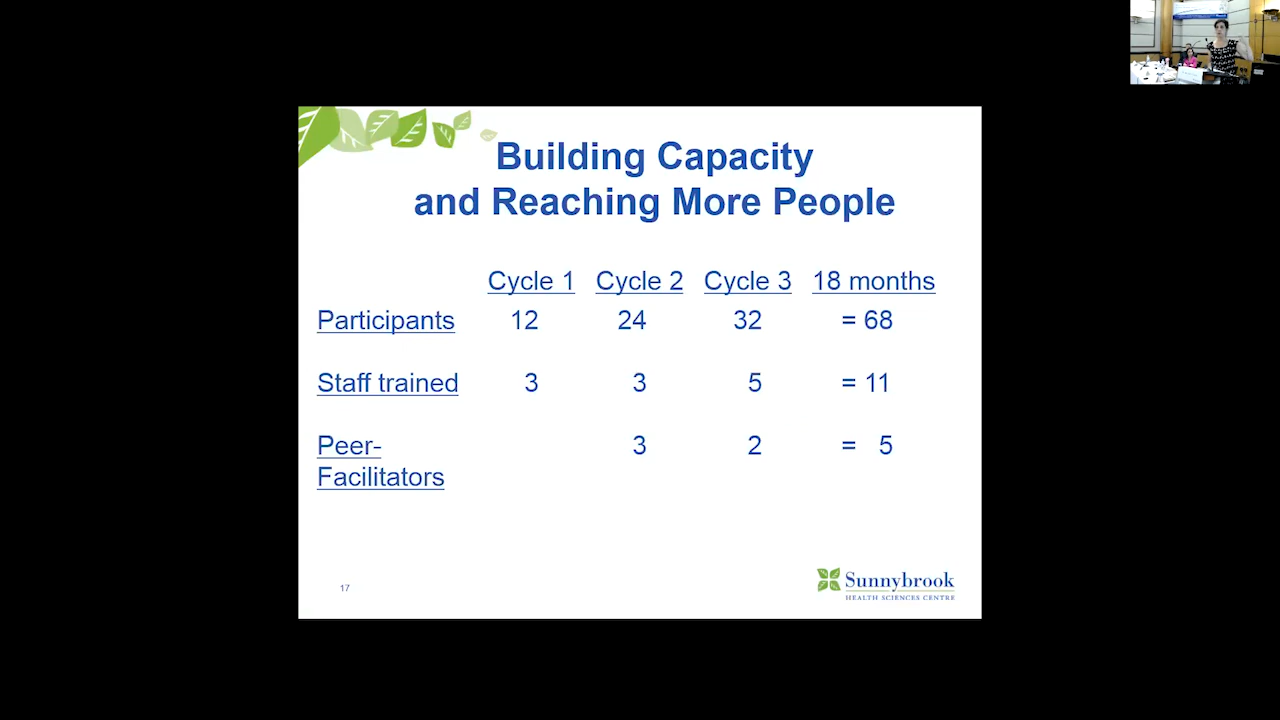 Building Capacity
and Reaching More People
Cycle 1 Cycle 2 Cycle 3 18 months
Participants 12 24 32 = 68
Staff trained 3 3 5 = 11
Peer- 3 2 = 5
Facilitators
17
Sunnybrook
HEALTH SCIENCES CENTRE